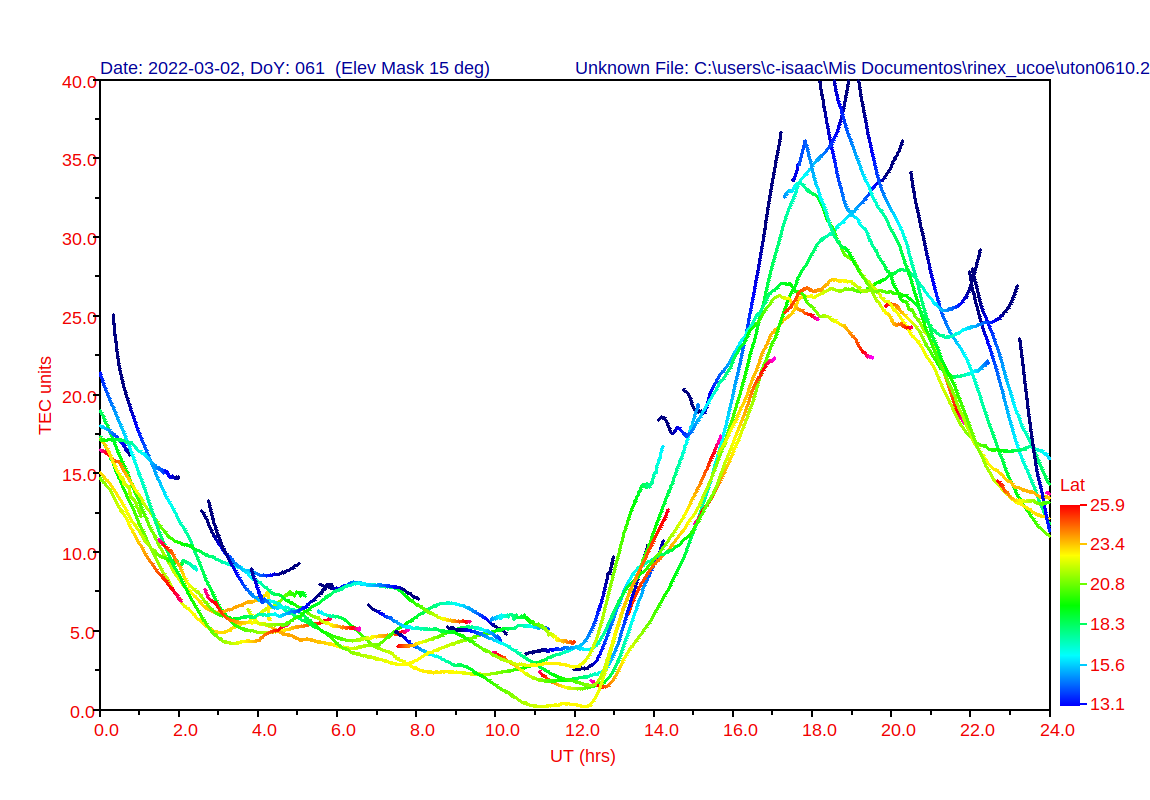 Date: 2022-03-02, DoY: 061  (Elev Mask 15 deg)
Unknown File: C:\users\c-isaac\Mis Documentos\rinex_ucoe\uton0610.2
40.0
35.0
30.0
25.0
20.0
15.0
10.0
5.0
0.0
TEC units
0.0 2.0 4.0 6.0 8.0 10.0 12.0 14.0 16.0 18.0 20.0 22.0 24.0
UT (hrs)
Lat
25.9
23.4
20.8
18.3
15.6
13.1